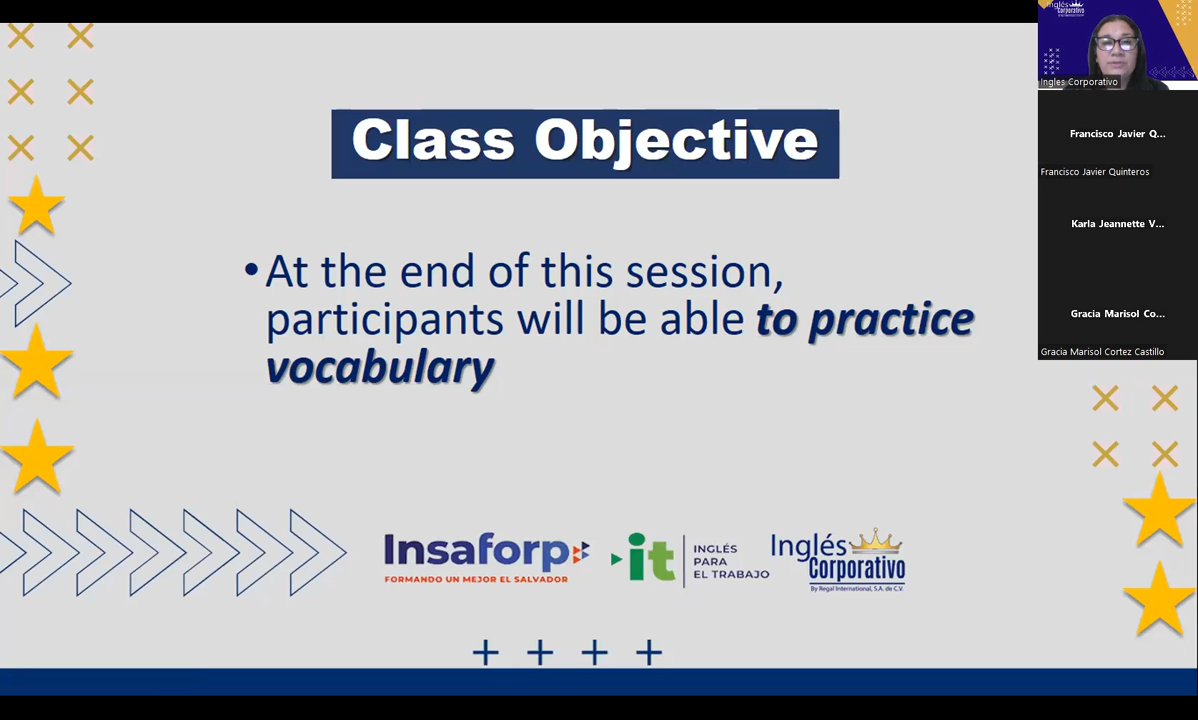 Class Objective
•At the end of this session,
participants will be able to practice
vocabulary
Insaforp
FORMANDO UN MEJOR EL SALVADOR
it
INGLÉS
PARA
EL TRABAJO
Inglés
Corporativo
By Regal International, S.A. de C.V.
Inglés
Corporativo
Ingles Corporativo
Francisco Javier Q...
Francisco Javier Quinteros
Karla Jeannette V...
Gracia Marisol Co...
Gracia Marisol Cortez Castillo